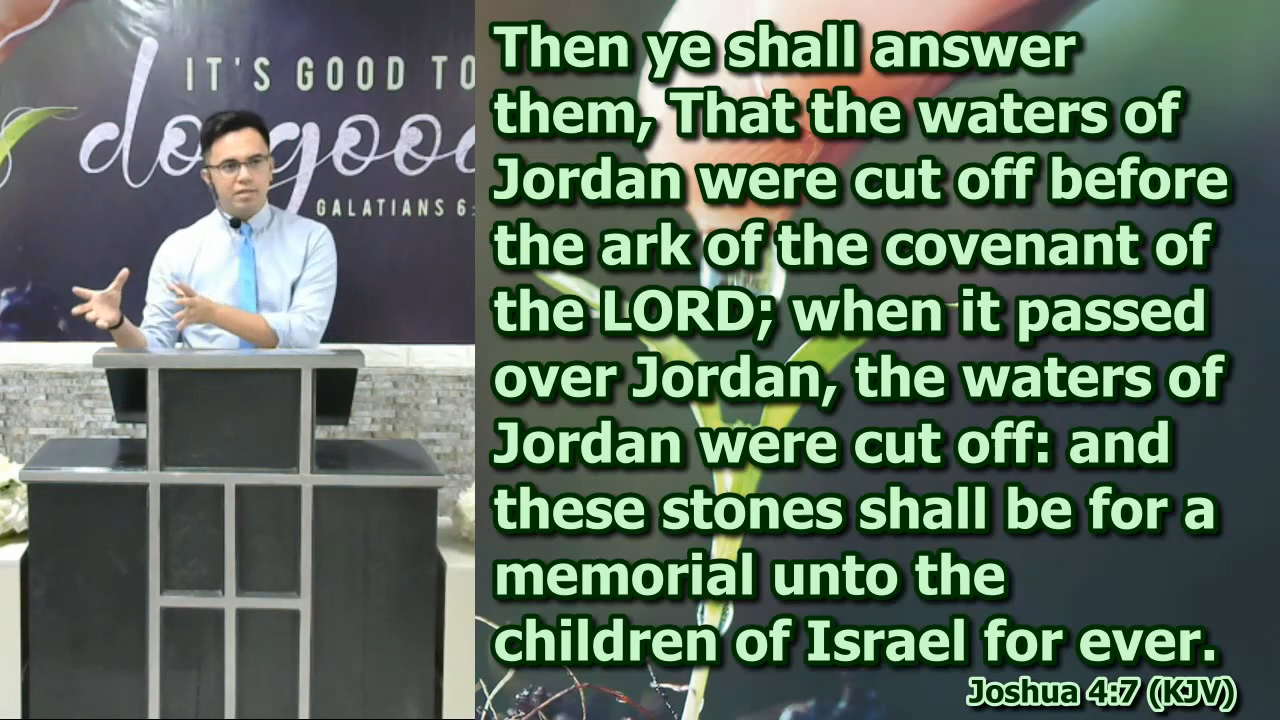 IT'S GOOD TO
do good
GALATIANS 6:
Then ye shall answer
them, That the waters of
Jordan were cut off before
the ark of the covenant of
the LORD; when it passed
over Jordan, the waters of
Jordan were cut off: and
these stones shall be for a
memorial unto the
children of Israel for ever.
Joshua 4:7 (KJV)